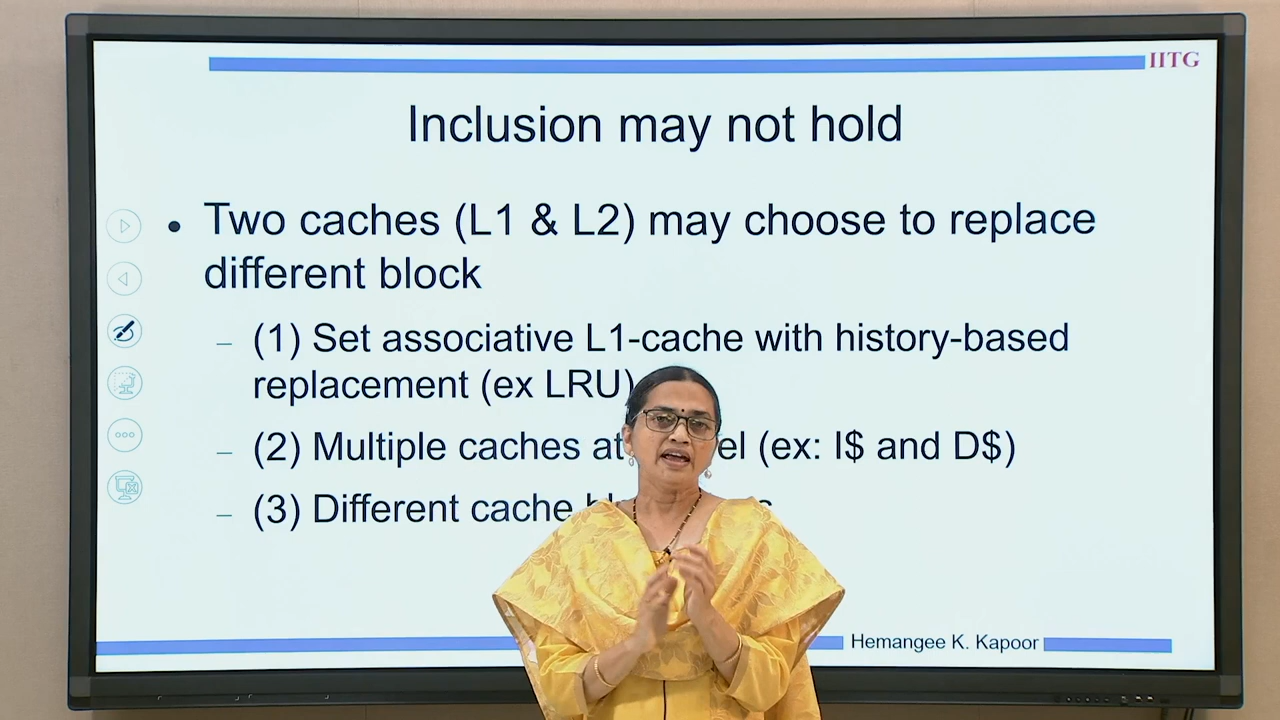 IITG
Inclusion may not hold
• Two caches (L1 & L2) may choose to replace
different block
– (1) Set associative L1-cache with history-based
replacement (ex LRU)
– (2) Multiple caches at (ex: I$ and D$)
– (3) Different cache
Hemangee K. Kapoor